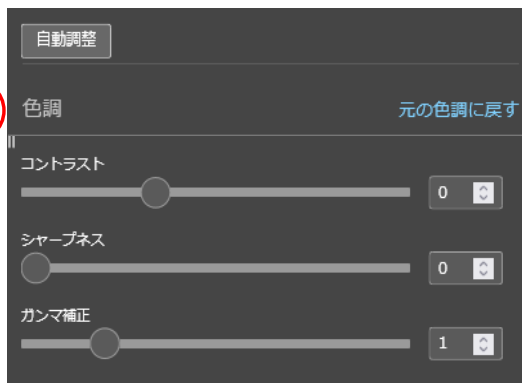 自動調整
色調 元の色調に戻す
コントラスト
0
シャープネス
0
ガンマ補正
1